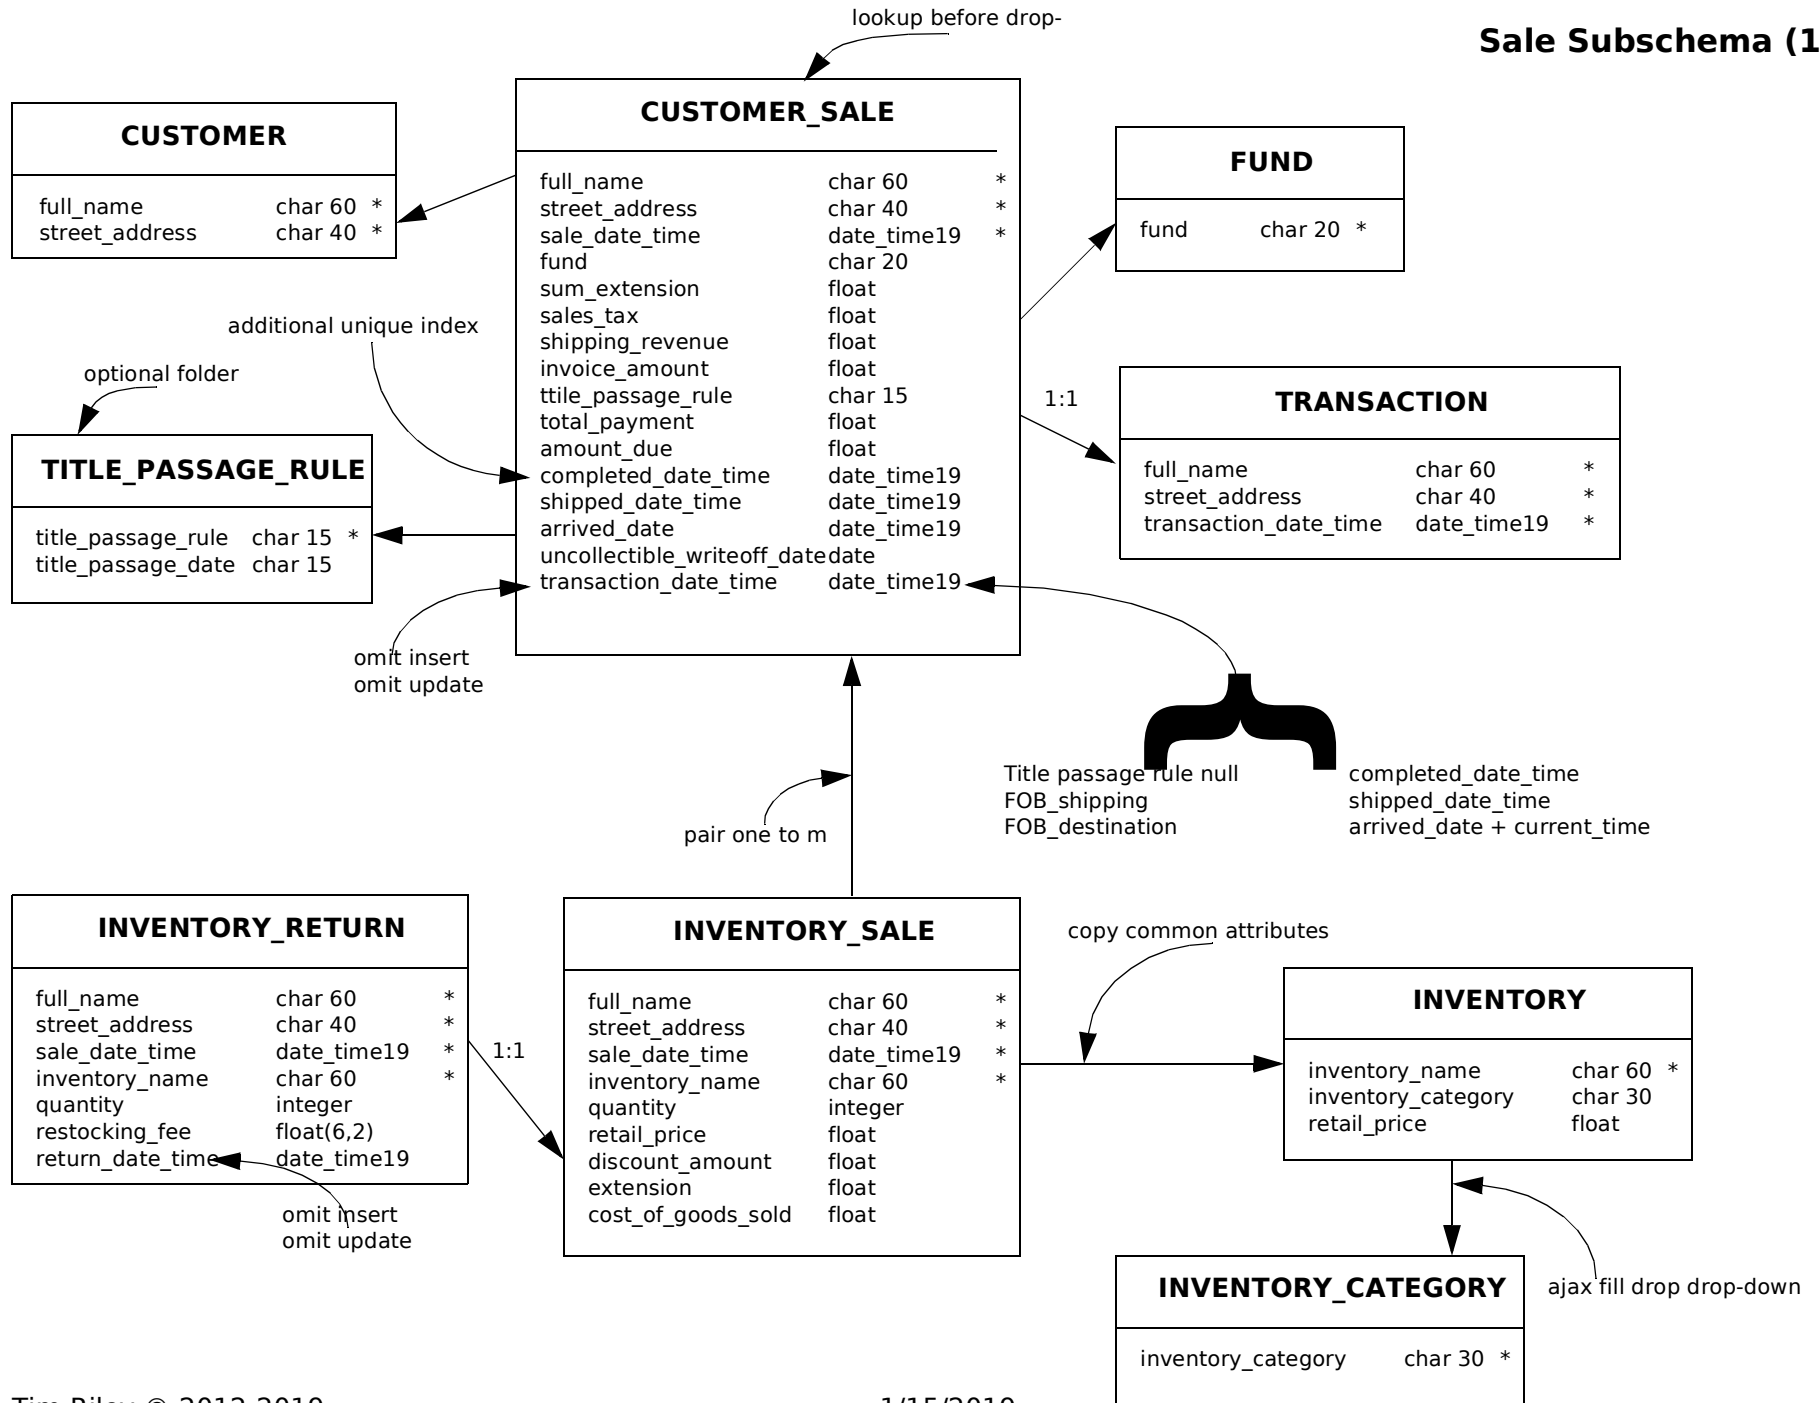 lookup before drop-
Sale Subschema (1
CUSTOMER_SALE
full_name char 60 *
street_address char 40 *
sale_date_time date_time19 *
fund char 20
sum_extension float
sales_tax float
shipping_revenue float
invoice_amount float
ttile_passage_rule char 15
total_payment float
amount_due float
completed_date_time date_time19
shipped_date_time date_time19
arrived_date date_time19
uncollectible_writeoff_date date
transaction_date_time date_time19
CUSTOMER
full_name char 60 *
street_address char 40 *
FUND
fund char 20 *
additional unique index
optional folder
TITLE_PASSAGE_RULE
title_passage_rule char 15 *
title_passage_date char 15
1:1
TRANSACTION
full_name char 60 *
street_address char 40 *
transaction_date_time date_time19 *
omit insert
omit update
Title passage rule null completed_date_time
FOB_shipping shipped_date_time
FOB_destination arrived_date + current_time
pair one to m
INVENTORY_RETURN
full_name char 60 *
street_address char 40 *
sale_date_time date_time19 *
inventory_name char 60 *
quantity integer
restocking_fee float(6,2)
return_date_time date_time19
omit insert
omit update
1:1
INVENTORY_SALE
full_name char 60 *
street_address char 40 *
sale_date_time date_time19 *
inventory_name char 60 *
quantity integer
retail_price float
discount_amount float
extension float
cost_of_goods_sold float
copy common attributes
INVENTORY
inventory_name char 60 *
inventory_category char 30
retail_price float
ajax fill drop drop-down
INVENTORY_CATEGORY
inventory_category char 30 *
Tim Riley © 2012-2019 1/15/2019